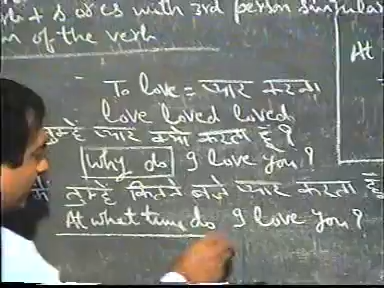 + s or es with 3rd person singular
of the verb
At
To love = प्यार करना
love loved loved
तुम्हें प्यार क्यों करता हूँ?
Why do I love you?
तुम्हें कितने बजे प्यार करता हूँ
At what time do I love you?